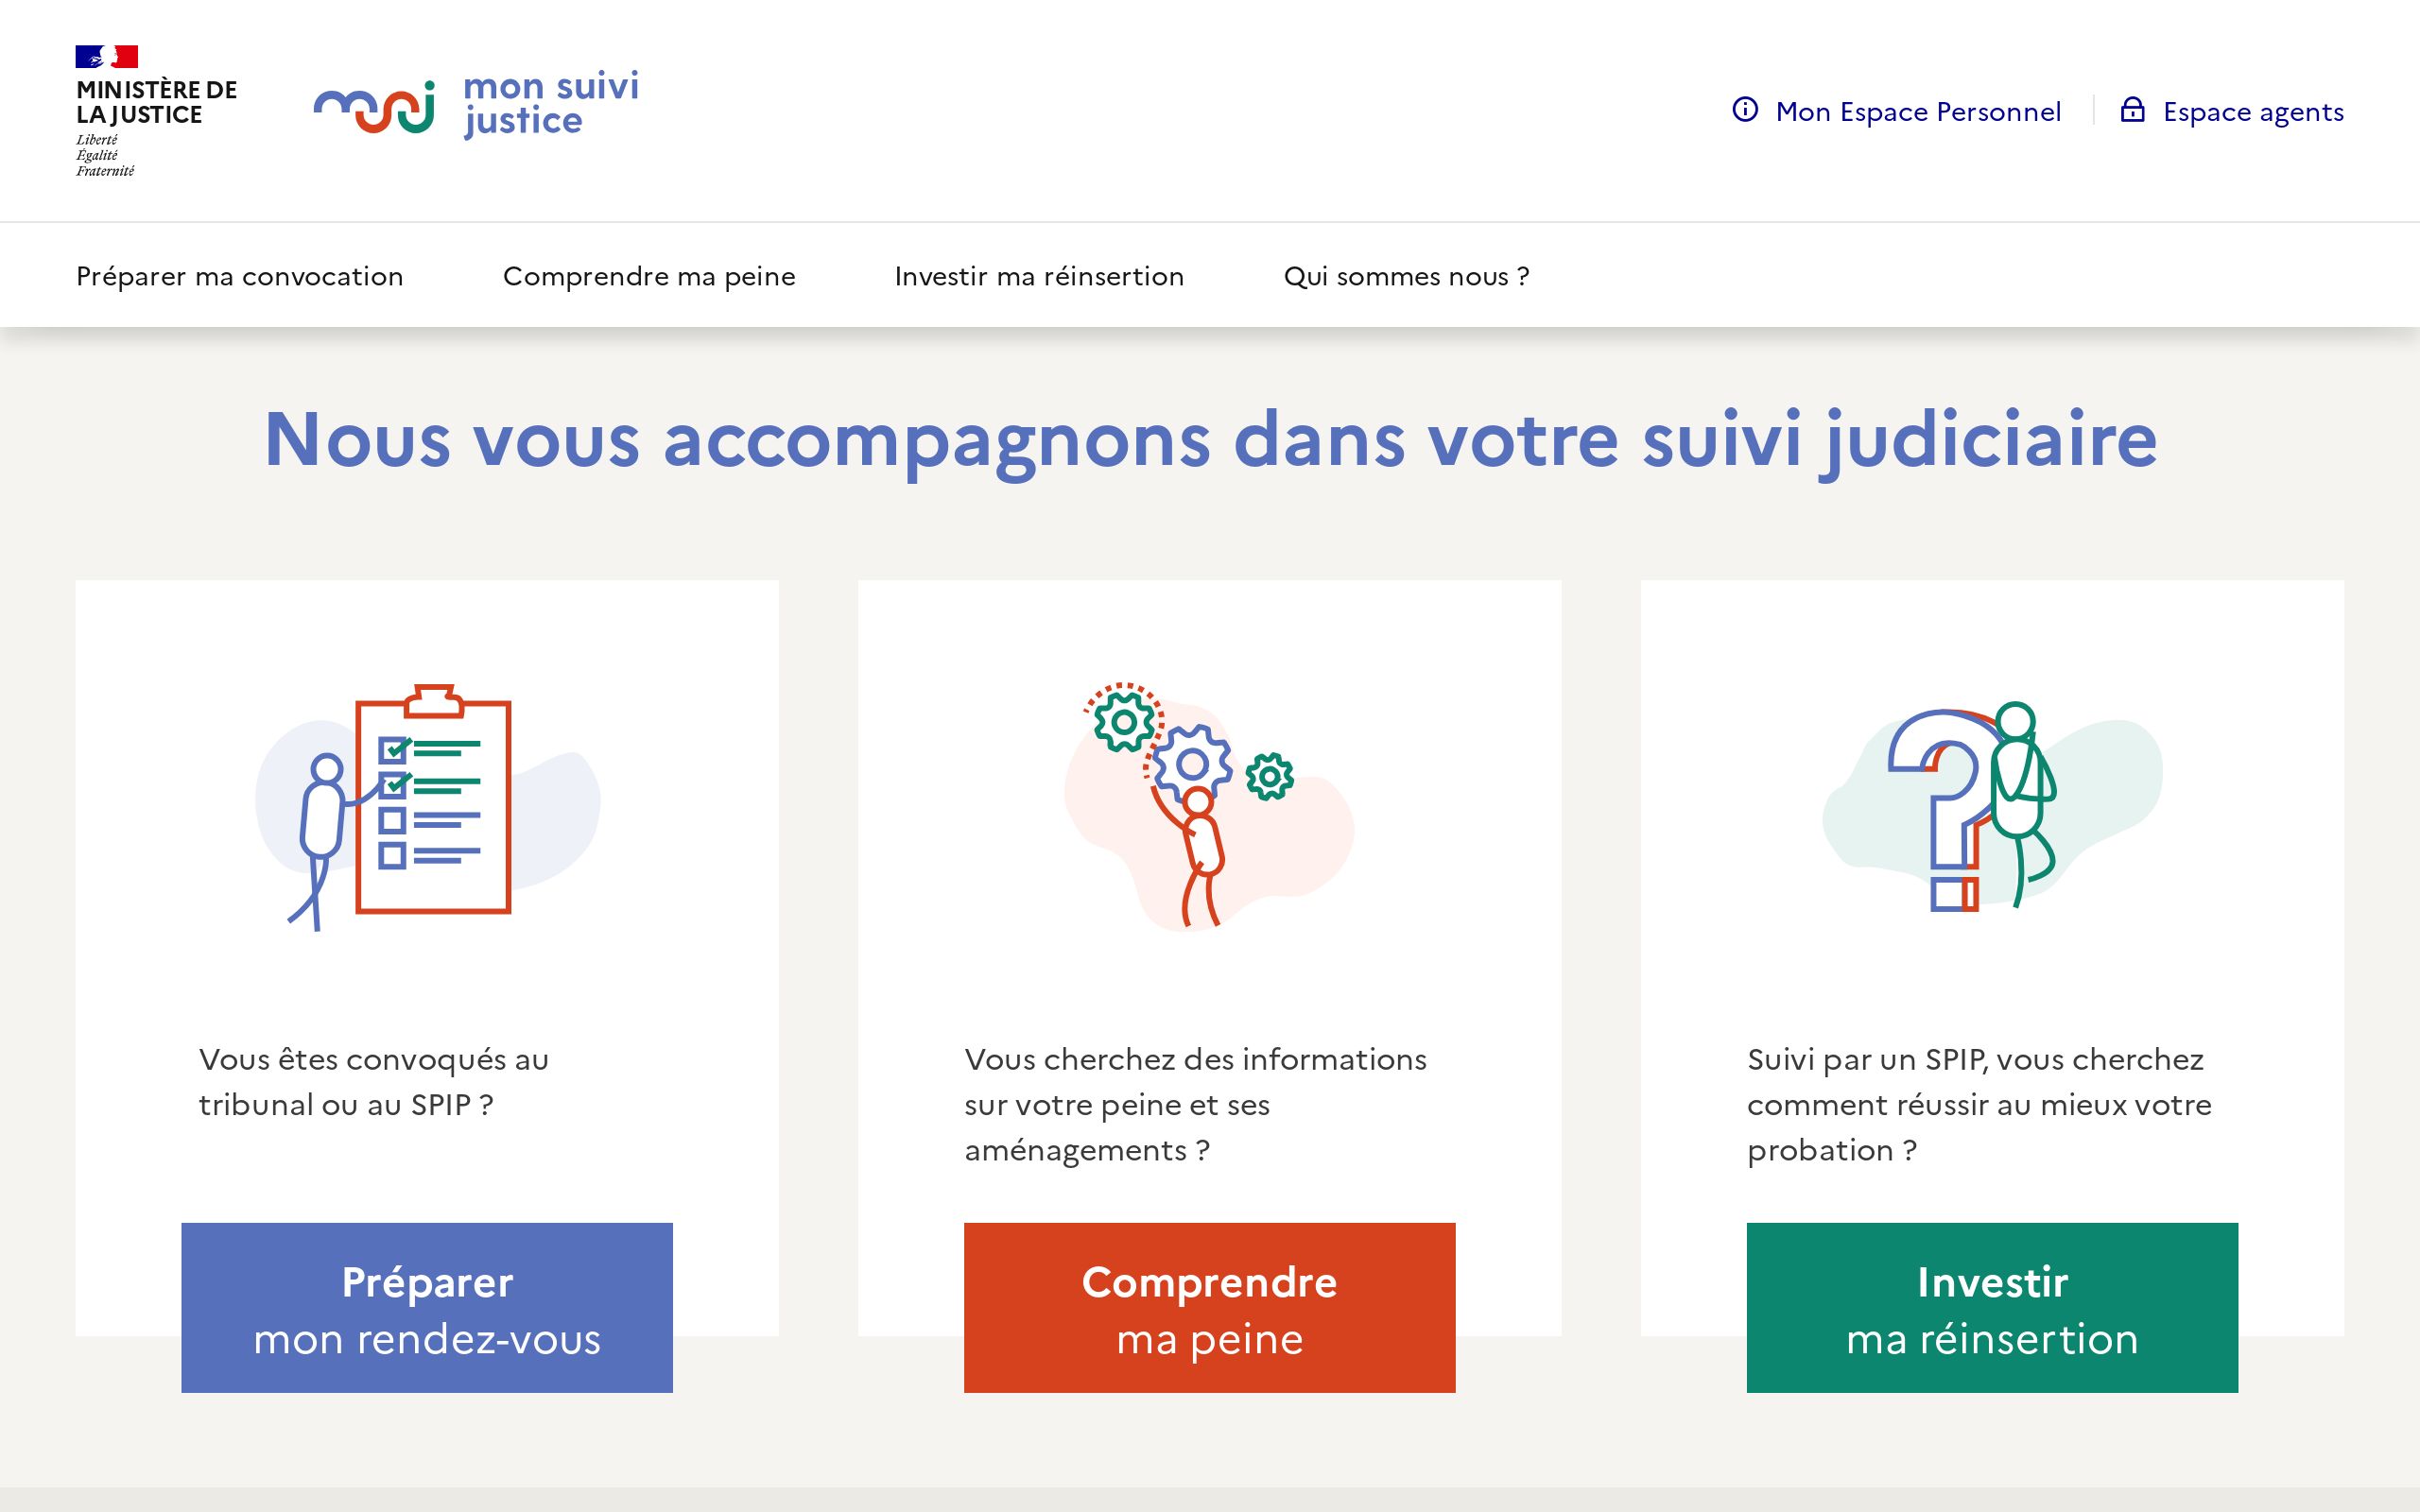 MINISTÈRE DE
LA JUSTICE
Liberté
Égalité
Fraternité
moi
mon suivi
justice
Mon Espace Personnel
Espace agents
Préparer ma convocation
Comprendre ma peine
Investir ma réinsertion
Qui sommes nous ?
Nous vous accompagnons dans votre suivi judiciaire
Vous êtes convoqués au
tribunal ou au SPIP ?
Préparer
mon rendez-vous
Vous cherchez des informations
sur votre peine et ses
aménagements ?
Comprendre
ma peine
Suivi par un SPIP, vous cherchez
comment réussir au mieux votre
probation ?
Investir
ma réinsertion